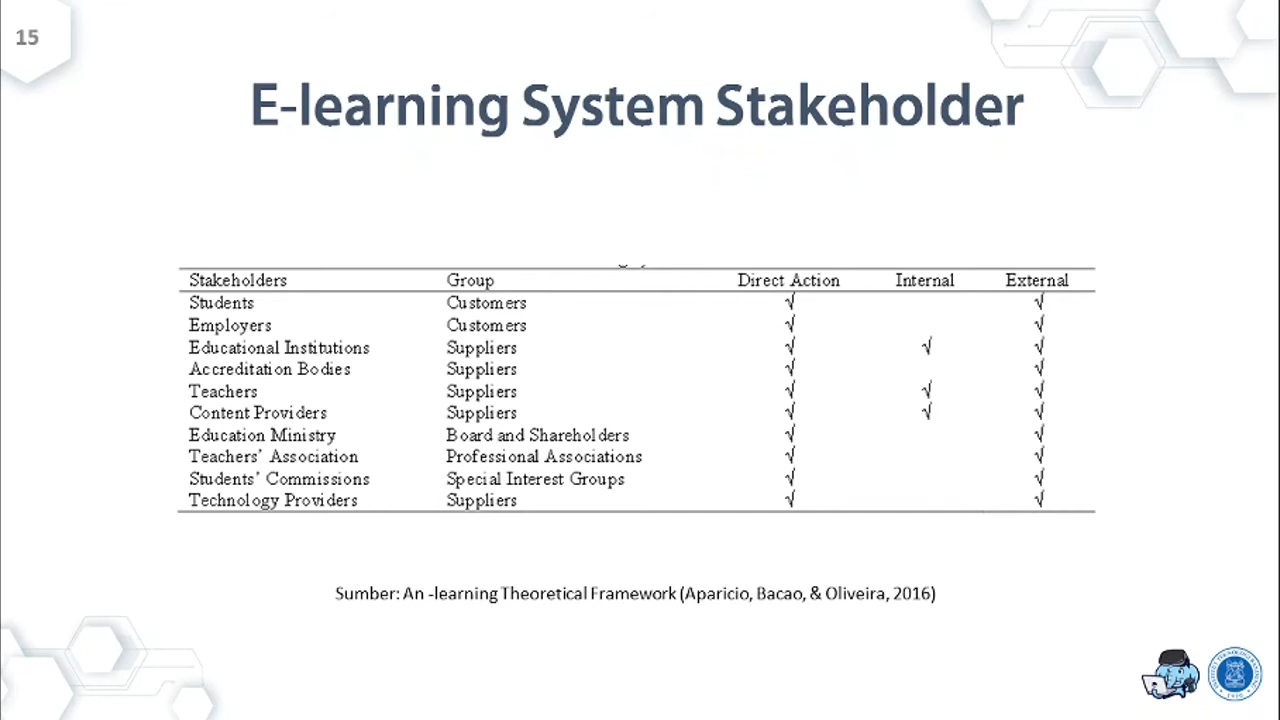 15
E-learning System Stakeholder
Stakeholders Group Direct Action Internal External
Students Customers √ √
Employers Customers √ √
Educational Institutions Suppliers √ √ √
Accreditation Bodies Suppliers √ √
Teachers Suppliers √ √ √
Content Providers Suppliers √ √ √
Education Ministry Board and Shareholders √ √
Teachers’ Association Professional Associations √ √
Students’ Commissions Special Interest Groups √ √
Technology Providers Suppliers √ √
Sumber: An -learning Theoretical Framework (Aparicio, Bacao, & Oliveira, 2016)